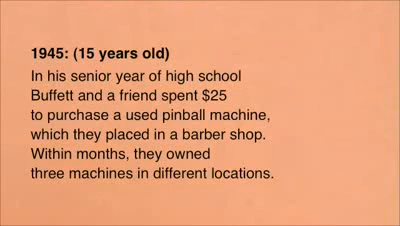 1945: (15 years old)
In his senior year of high school
Buffett and a friend spent $25
to purchase a used pinball machine,
which they placed in a barber shop.
Within months, they owned
three machines in different locations.